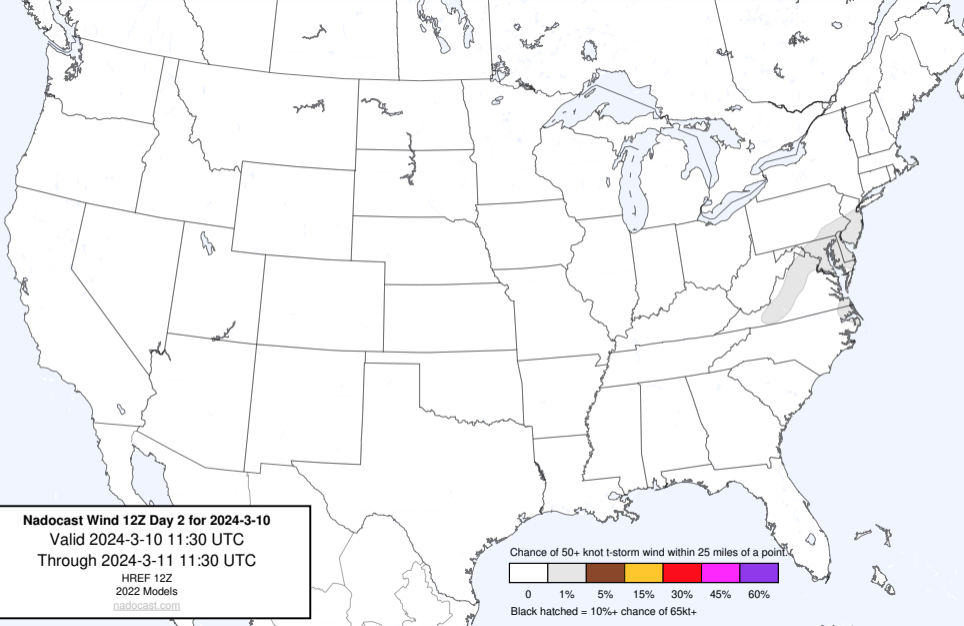 Nadocast Wind 12Z Day 2 for 2024-3-10
Valid 2024-3-10 11:30 UTC
Through 2024-3-11 11:30 UTC
HREF 12Z
2022 Models
nadocast.com
Chance of 50+ knot t-storm wind within 25 miles of a point.
0 1% 5% 15% 30% 45% 60%
Black hatched = 10%+ chance of 65kt+